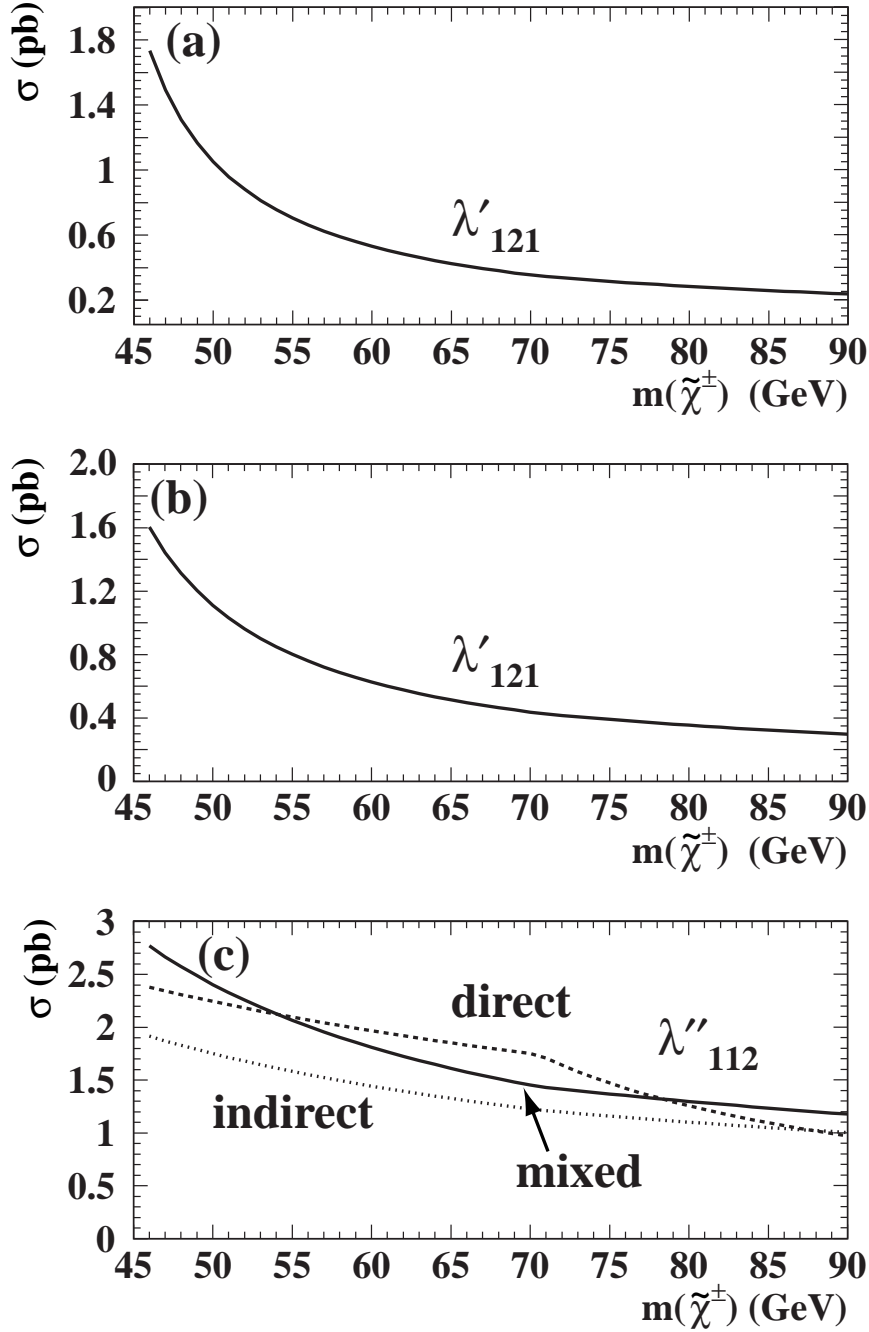 (a)
σ (pb)
1.8
1.4
1
0.6
0.2
λ′₁₂₁
45 50 55 60 65 70 75 80 85 90
m(χ̃±) (GeV)
(b)
σ (pb)
2.0
1.6
1.2
0.8
0.4
0
λ′₁₂₁
45 50 55 60 65 70 75 80 85 90
m(χ̃±) (GeV)
(c)
σ (pb)
3
2.5
2
1.5
1
0.5
0
direct
λ″₁₁₂
indirect
mixed
45 50 55 60 65 70 75 80 85 90
m(χ̃±) (GeV)